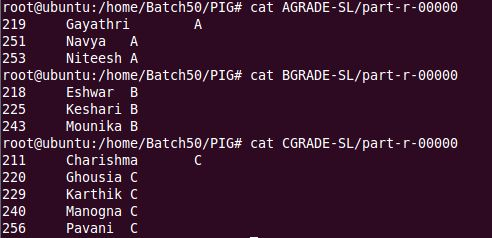 root@ubuntu:/home/Batch50/PIG# cat AGRADE-SL/part-r-00000
219 Gayathri A
251 Navya A
253 Niteesh A
root@ubuntu:/home/Batch50/PIG# cat BGRADE-SL/part-r-00000
218 Eshwar B
225 Keshari B
243 Mounika B
root@ubuntu:/home/Batch50/PIG# cat CGRADE-SL/part-r-00000
211 Charishma C
220 Ghousia C
229 Karthik C
240 Manogna C
256 Pavani C